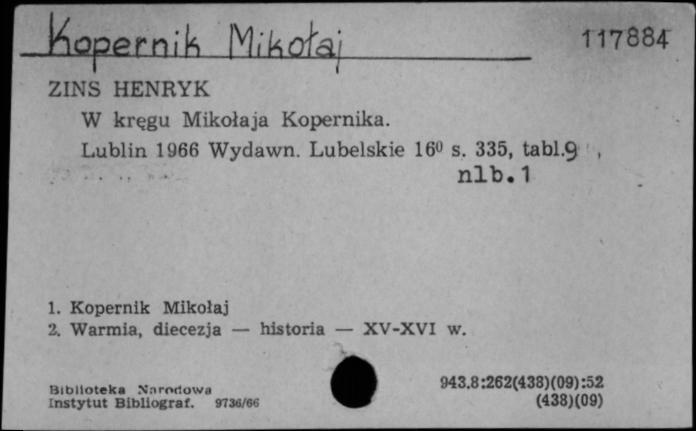 Kopernik Mikołaj
117884
ZINS HENRYK
W kręgu Mikołaja Kopernika.
Lublin 1966 Wydawn. Lubelskie 16⁰ s. 335, tabl.9,
nlb.1
1. Kopernik Mikołaj
2. Warmia, diecezja — historia — XV-XVI w.
Biblioteka Narodowa
Instytut Bibliograf. 9736/66
943.8:262(438)(09):52
(438)(09)